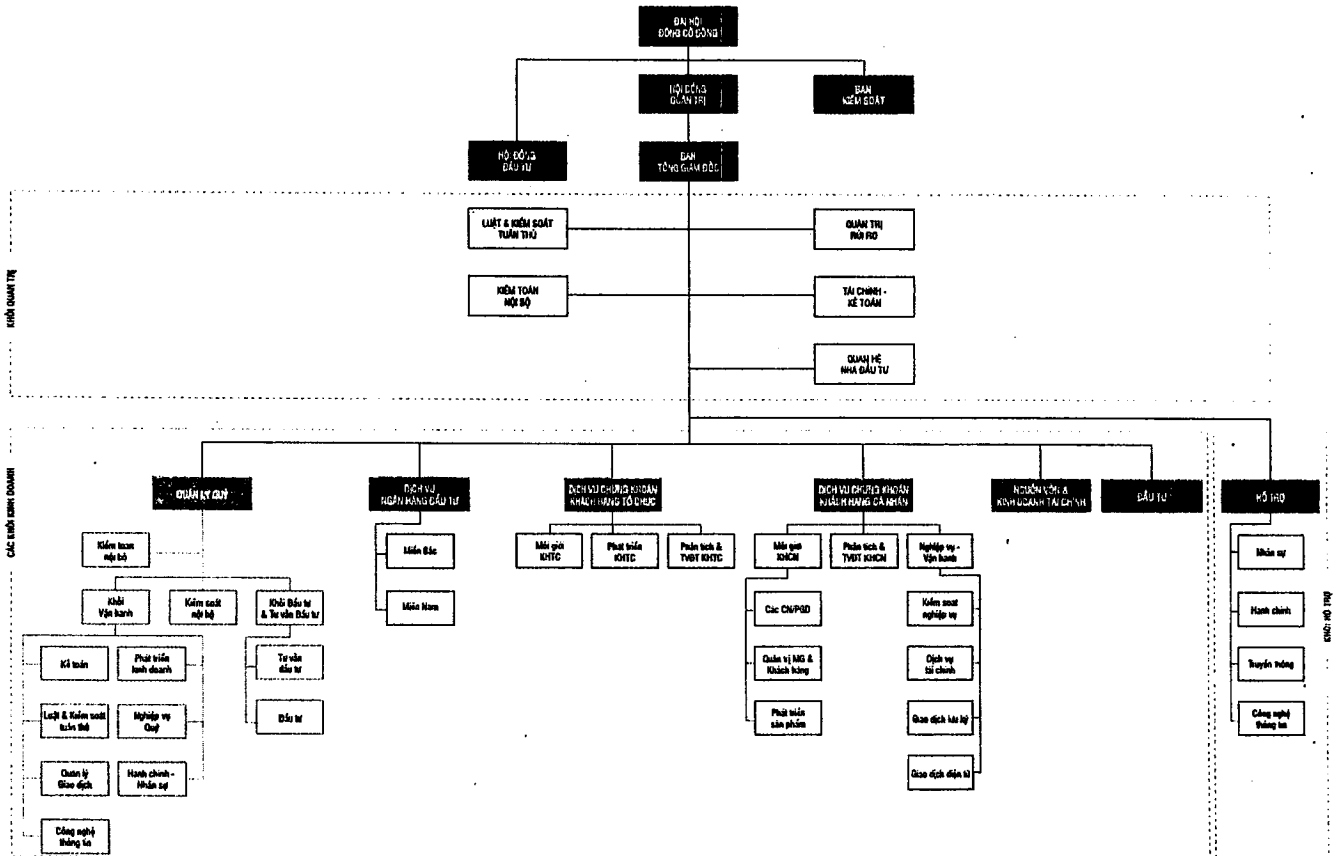 ĐẠI HỘI
ĐỒNG CỔ ĐÔNG
HỘI ĐỒNG
QUẢN TRỊ
BAN
KIỂM SOÁT
HỘI ĐỒNG
ĐẦU TƯ
BAN
TỔNG GIÁM ĐỐC
KHỐI QUẢN TRỊ
LUẬT & KIỂM SOÁT
TUÂN THỦ
QUẢN TRỊ
RỦI RO
KIỂM TOÁN
NỘI BỘ
TÀI CHÍNH -
KẾ TOÁN
QUAN HỆ
NHÀ ĐẦU TƯ
CÁC KHỐI KINH DOANH
QUẢN LÝ QUỸ
DỊCH VỤ
NGÂN HÀNG ĐẦU TƯ
DỊCH VỤ CHỨNG KHOÁN
KHÁCH HÀNG TỔ CHỨC
DỊCH VỤ CHỨNG KHOÁN
KHÁCH HÀNG CÁ NHÂN
NGUỒN VỐN &
KINH DOANH TÀI CHÍNH
ĐẦU TƯ
HỖ TRỢ
Kiểm toán
nội bộ
Khối
Vận hành
Kiểm soát
nội bộ
Khối Đầu tư
& Tư vấn Đầu tư
Kế toán
Phát triển
kinh doanh
Tư vấn
đầu tư
Luật & Kiểm soát
tuân thủ
Nghiệp vụ
Quỹ
Đầu tư
Quản lý
Giao dịch
Hành chính -
Nhân sự
Công nghệ
thông tin
Miền Bắc
Miền Nam
Môi giới
KHTC
Phát triển
KHTC
Phân tích &
TVĐT KHTC
Môi giới
KHCN
Phân tích &
TVĐT KHCN
Nghiệp vụ -
Vận hành
Các CN/PGD
Quản trị MG &
Khách hàng
Phát triển
sản phẩm
Kiểm soát
nghiệp vụ
Dịch vụ
tài chính
Giao dịch lưu ký
Giao dịch điện tử
Nhân sự
Hành chính
Truyền thông
Công nghệ
thông tin
KHỐI HỖ TRỢ